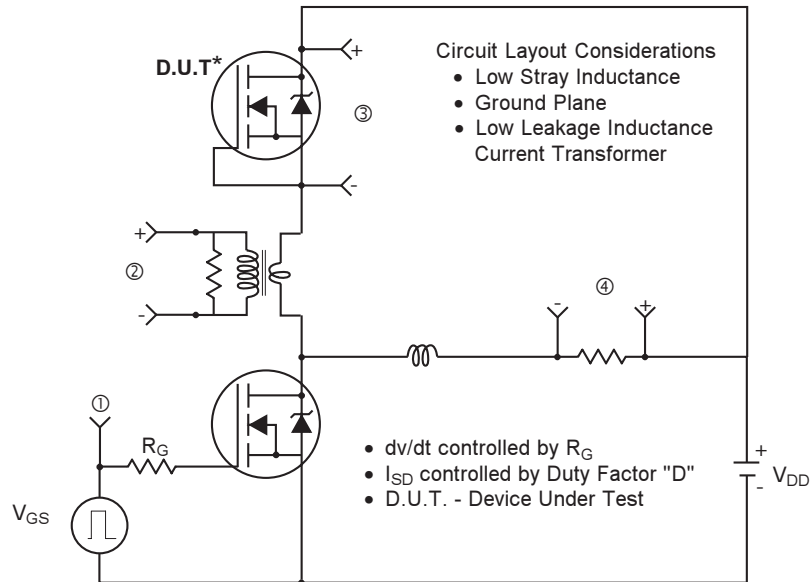 D.U.T*
+
③
-
Circuit Layout Considerations
• Low Stray Inductance
• Ground Plane
• Low Leakage Inductance
Current Transformer
+
②
-
④
-
+
①
R_G
V_GS
• dv/dt controlled by R_G
• I_SD controlled by Duty Factor "D"
• D.U.T. - Device Under Test
+
V_DD
-